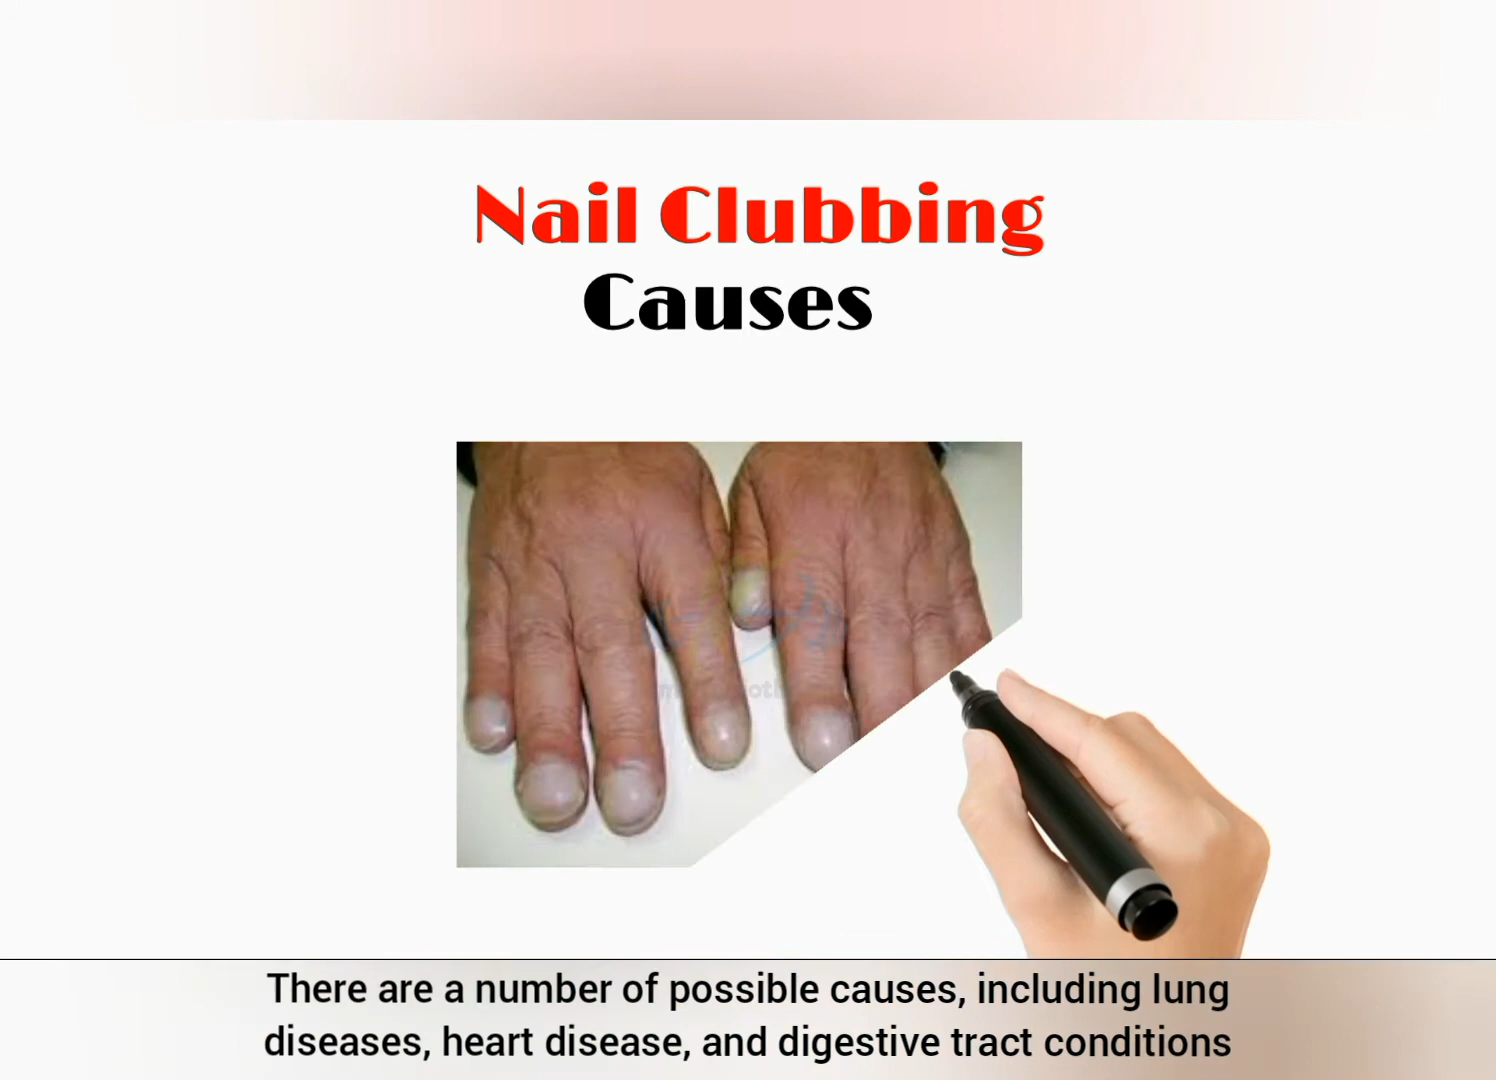 Nail Clubbing
Causes
There are a number of possible causes, including lung
diseases, heart disease, and digestive tract conditions